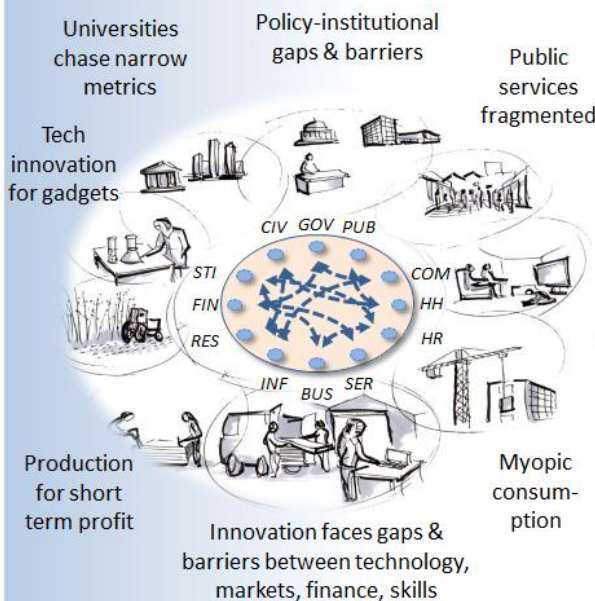 Universities
chase narrow
metrics
Policy-institutional
gaps & barriers
Public
services
fragmented
Tech
innovation
for gadgets
CIV GOV PUB
STI
COM
FIN
HH
RES
HR
INF
BUS
SER
Production
for short
term profit
Myopic
consum-
ption
Innovation faces gaps &
barriers between technology,
markets, finance, skills